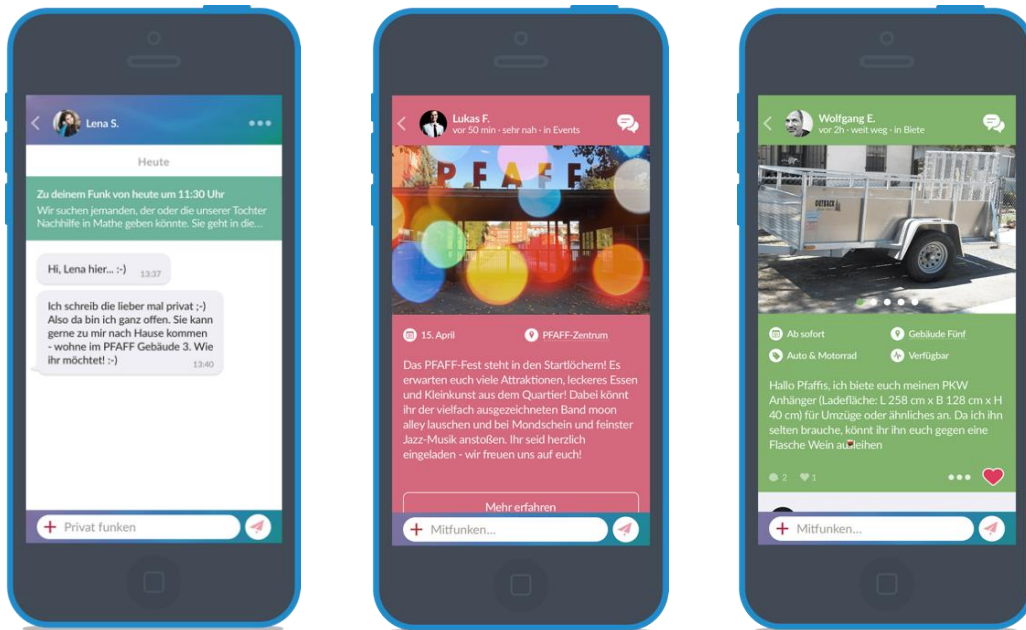 Lena S.
Heute
Zu deinem Funk von heute um 11:30 Uhr
Wir suchen jemanden, der oder die unserer Tochter
Nachhilfe in Mathe geben könnte. Sie geht in die...
Hi, Lena hier... :-)
13:37
Ich schreib die lieber mal privat ;-)
Also da bin ich ganz offen. Sie kann
gerne zu mir nach Hause kommen
- wohne im PFAFF Gebäude 3. Wie
ihr möchtet! :-)
13:40
Privat funken
Lukas F.
vor 50 min · sehr nah · in Events
PFAFF
15. April
PFAFF-Zentrum
Das PFAFF-Fest steht in den Startlöchern! Es
erwarten euch viele Attraktionen, leckeres Essen
und Kleinkunst aus dem Quartier! Dabei könnt
ihr der vielfach ausgezeichneten Band moon
alley lauschen und bei Mondschein und feinster
Jazz-Musik anstoßen. Ihr seid herzlich
eingeladen - wir freuen uns auf euch!
Mehr erfahren
Mitfunken...
Wolfgang E.
vor 2h · weit weg · in Biete
OUTBACK
Ab sofort
Gebäude Fünf
Auto & Motorrad
Verfügbar
Hallo Pfaffis, ich biete euch meinen PKW
Anhänger (Ladefläche: L 258 cm x B 128 cm x H
40 cm) für Umzüge oder ähnliches an. Da ich ihn
selten brauche, könnt ihr ihn euch gegen eine
Flasche Wein ausleihen
2
1
Mitfunken...